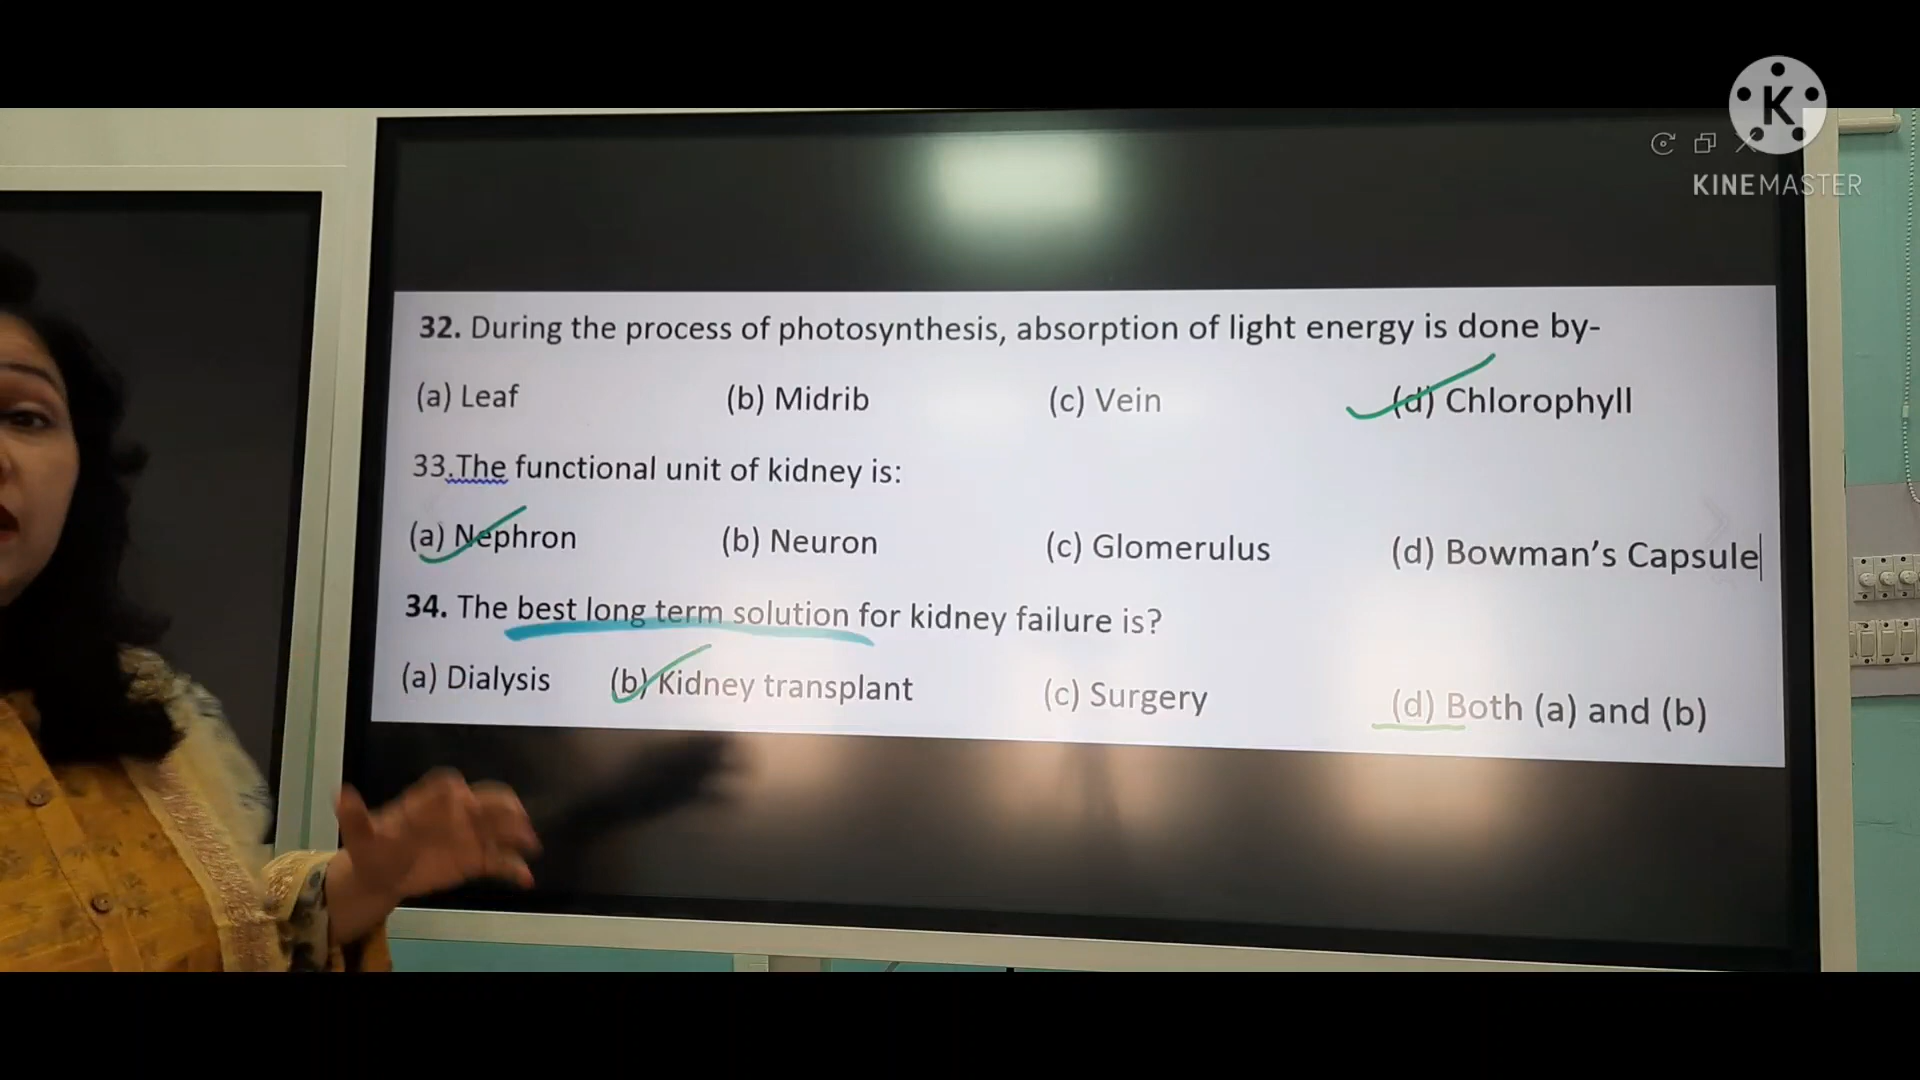 K
KINEMASTER
32. During the process of photosynthesis, absorption of light energy is done by-
(a) Leaf (b) Midrib (c) Vein (d) Chlorophyll
33.The functional unit of kidney is:
(a) Nephron (b) Neuron (c) Glomerulus (d) Bowman's Capsule
34. The best long term solution for kidney failure is?
(a) Dialysis (b) Kidney transplant (c) Surgery (d) Both (a) and (b)